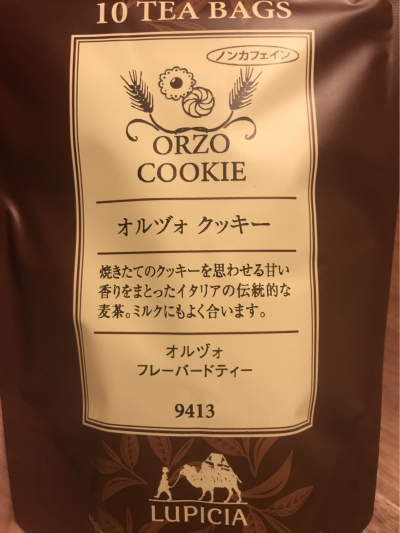 10 TEA BAGS
ノンカフェイン
ORZO
COOKIE
オルヅォ クッキー
焼きたてのクッキーを思わせる甘い
香りをまとったイタリアの伝統的な
麦茶。ミルクにもよく合います。
オルヅォ
フレーバードティー
9413
LUPICIA